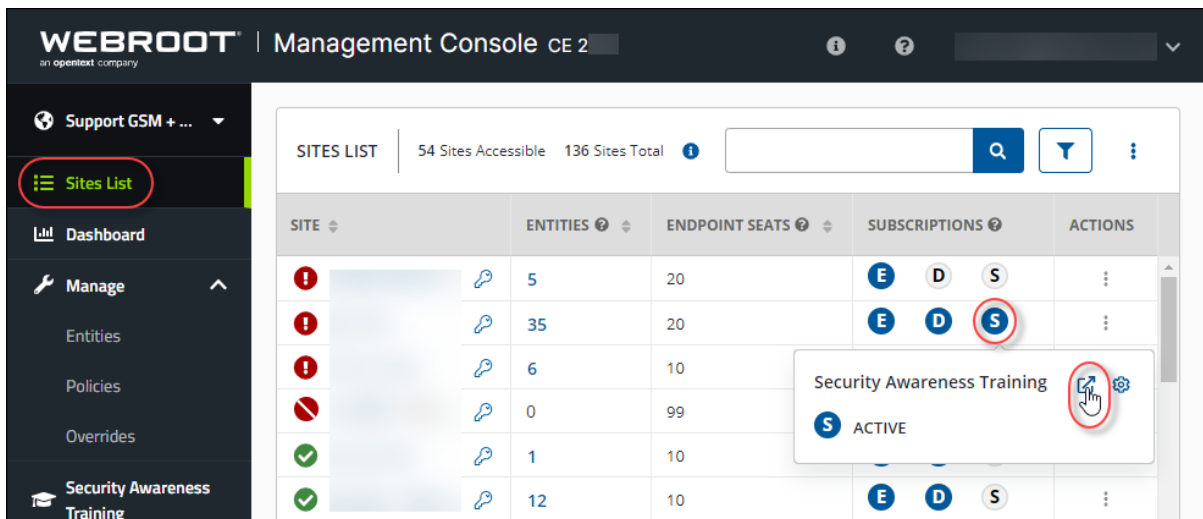 WEBROOT | Management Console CE 2
an opentext company
Support GSM + ...
Sites List
Dashboard
Manage
Entities
Policies
Overrides
Security Awareness
Training
SITES LIST 54 Sites Accessible 136 Sites Total
SITE ENTITIES ENDPOINT SEATS SUBSCRIPTIONS ACTIONS
5 20 E D S
35 20 E D S
6 10
0 99
1 10
12 10 E D S
Security Awareness Training
S ACTIVE